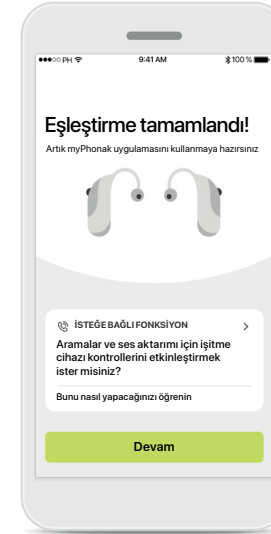 ●●●○○ PH 9:41 AM 100 %
Eşleştirme tamamlandı!
Artık myPhonak uygulamasını kullanmaya hazırsınız
İSTEĞE BAĞLI FONKSİYON
Aramalar ve ses aktarımı için işitme
cihazı kontrollerini etkinleştirmek
ister misiniz?
Bunu nasıl yapacağınızı öğrenin
Devam